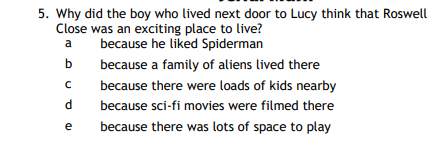 5. Why did the boy who lived next door to Lucy think that Roswell
Close was an exciting place to live?
a because he liked Spiderman
b because a family of aliens lived there
c because there were loads of kids nearby
d because sci-fi movies were filmed there
e because there was lots of space to play